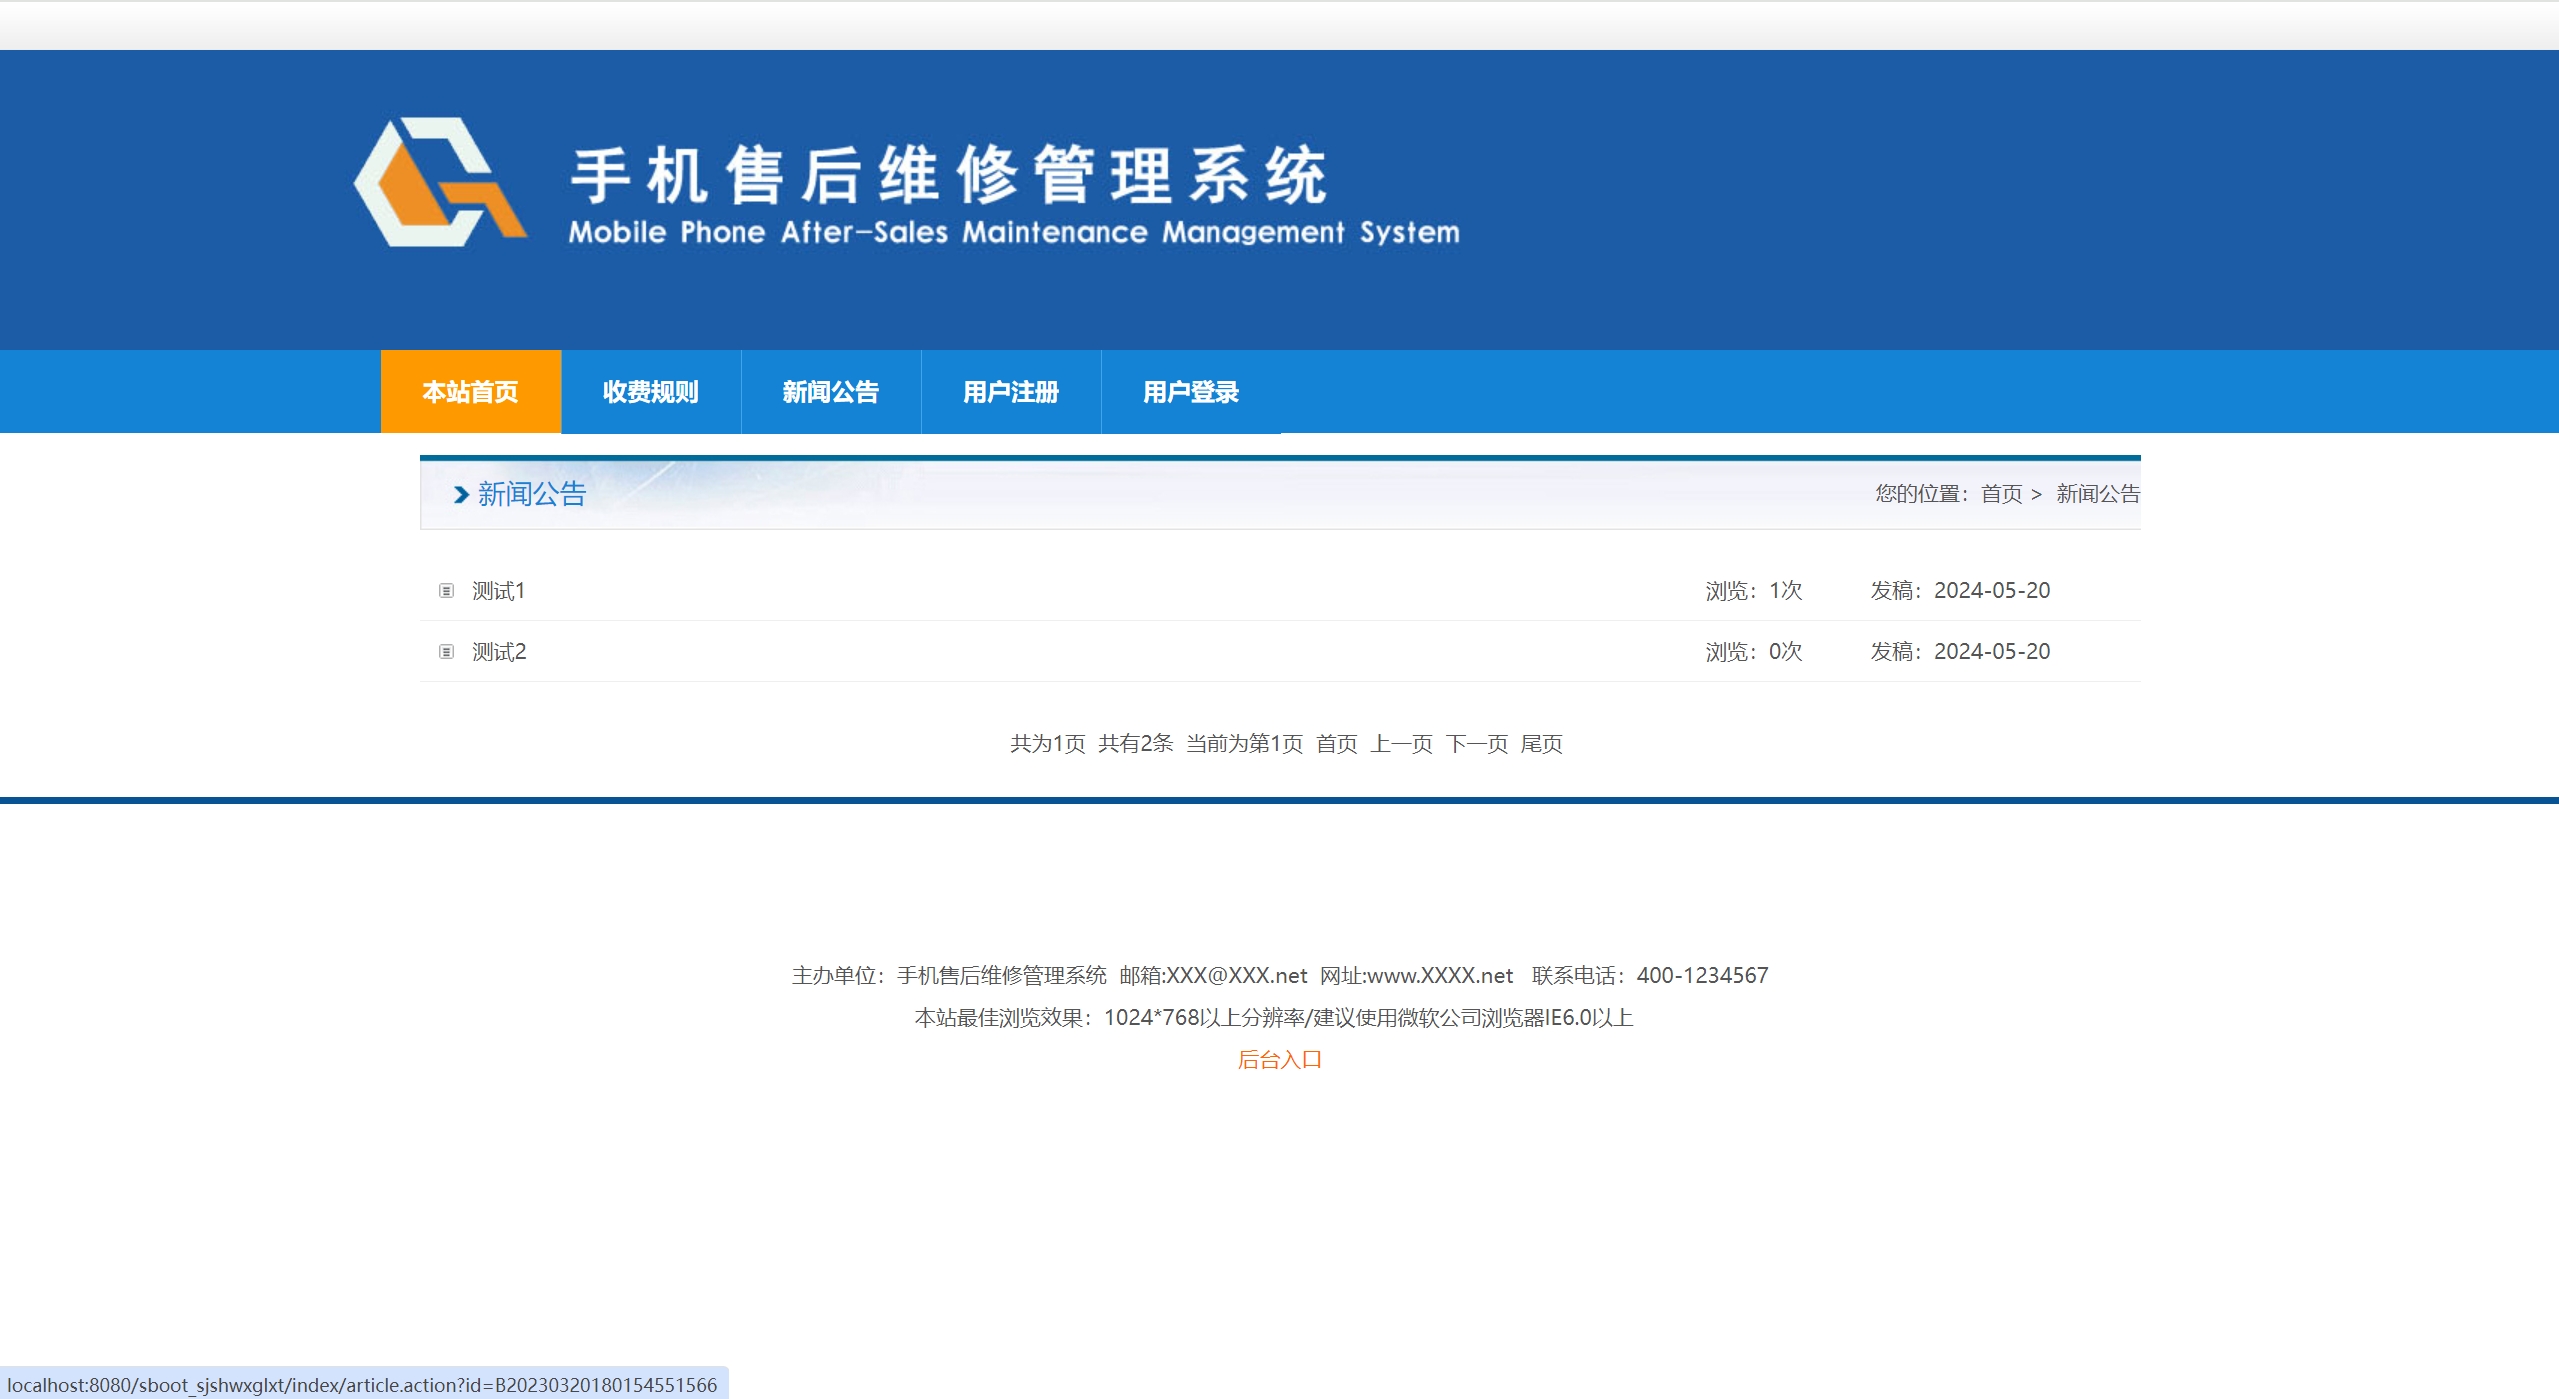 手机售后维修管理系统
Mobile Phone After-Sales Maintenance Management System
本站首页 收费规则 新闻公告 用户注册 用户登录
新闻公告 您的位置：首页 > 新闻公告
测试1 浏览：1次 发稿：2024-05-20
测试2 浏览：0次 发稿：2024-05-20
共为1页 共有2条 当前为第1页 首页 上一页 下一页 尾页
主办单位：手机售后维修管理系统 邮箱:XXX@XXX.net 网址:www.XXXX.net 联系电话：400-1234567
本站最佳浏览效果：1024*768以上分辨率/建议使用微软公司浏览器IE6.0以上
后台入口
localhost:8080/sboot_sjshwxglxt/index/article.action?id=B20230320180154551566